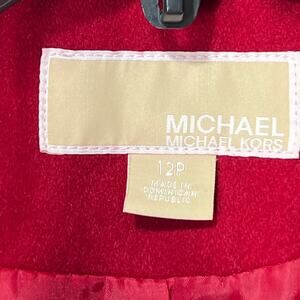 MICHAEL
MICHAEL KORS
12P
MADE IN
DOMINICAN
REPUBLIC